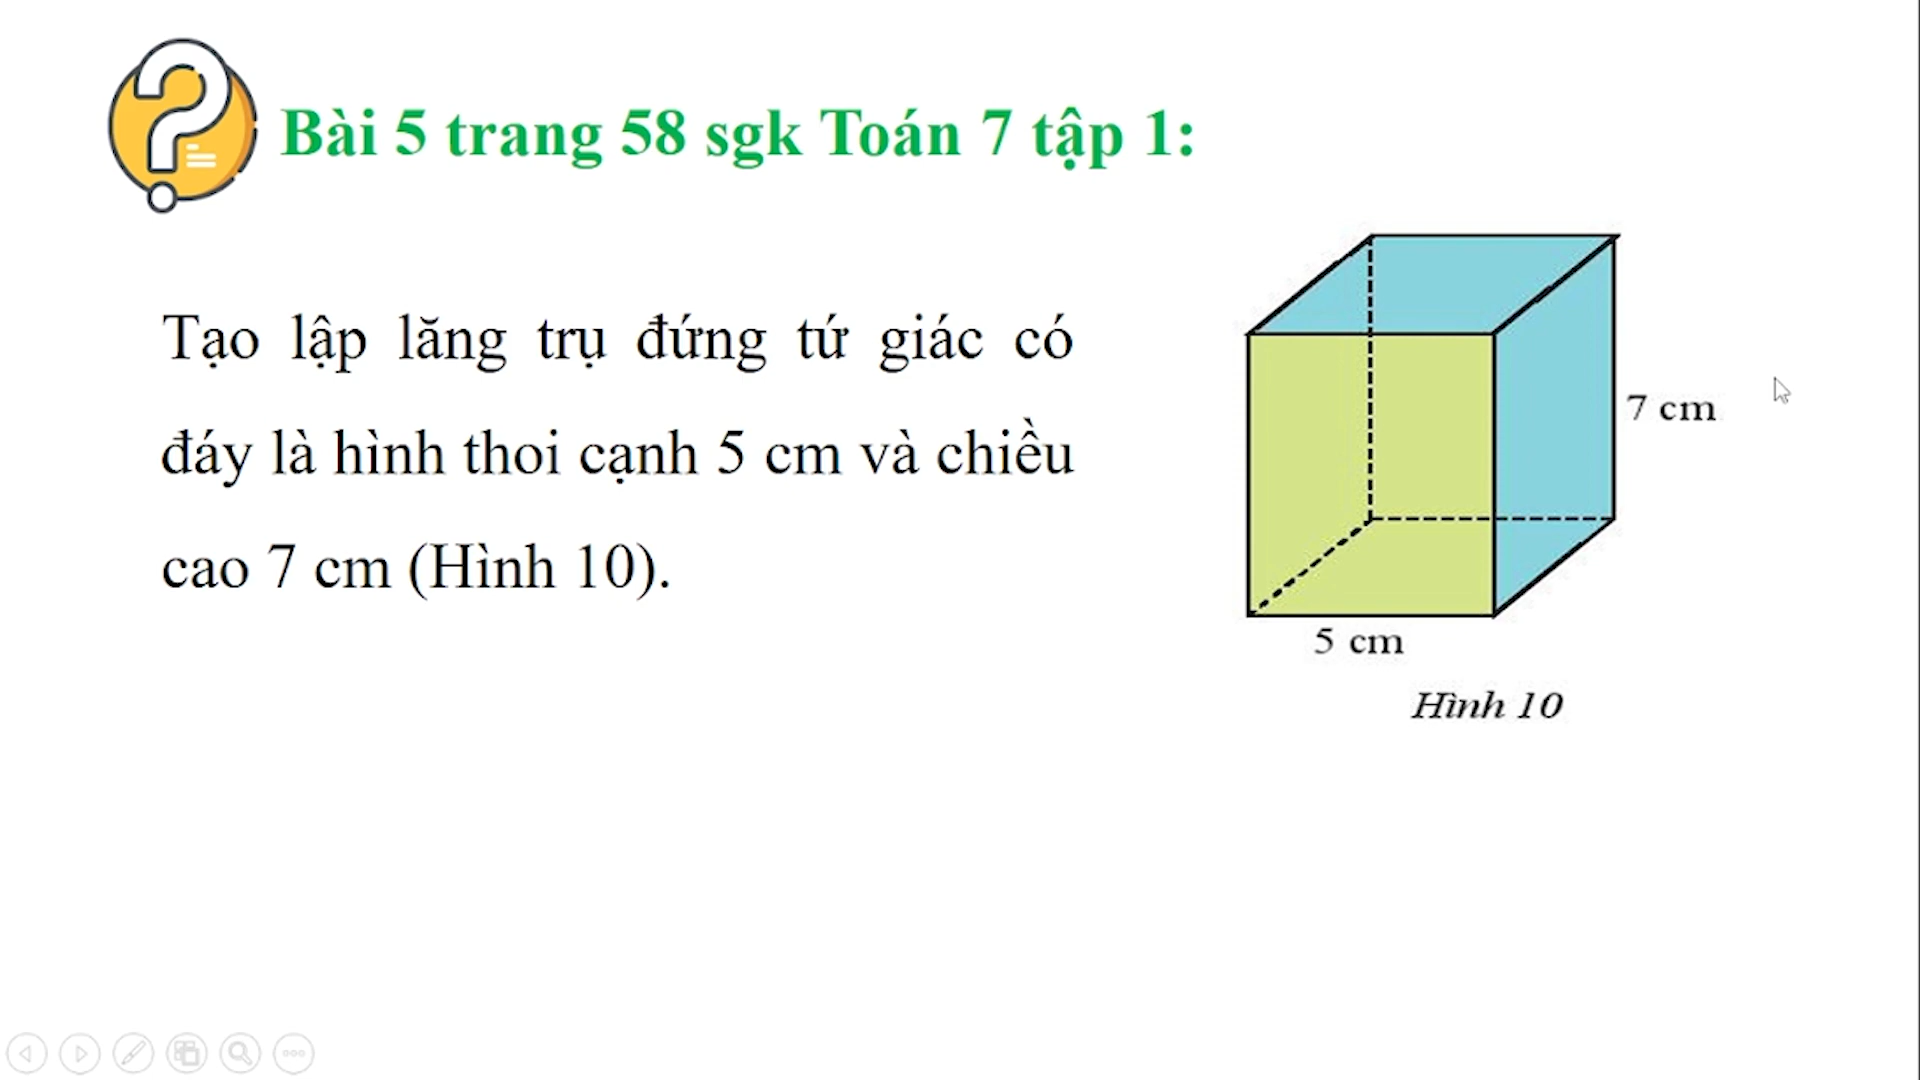 Bài 5 trang 58 sgk Toán 7 tập 1:
Tạo lập lăng trụ đứng tứ giác có
đáy là hình thoi cạnh 5 cm và chiều
cao 7 cm (Hình 10).
7 cm
5 cm
Hình 10